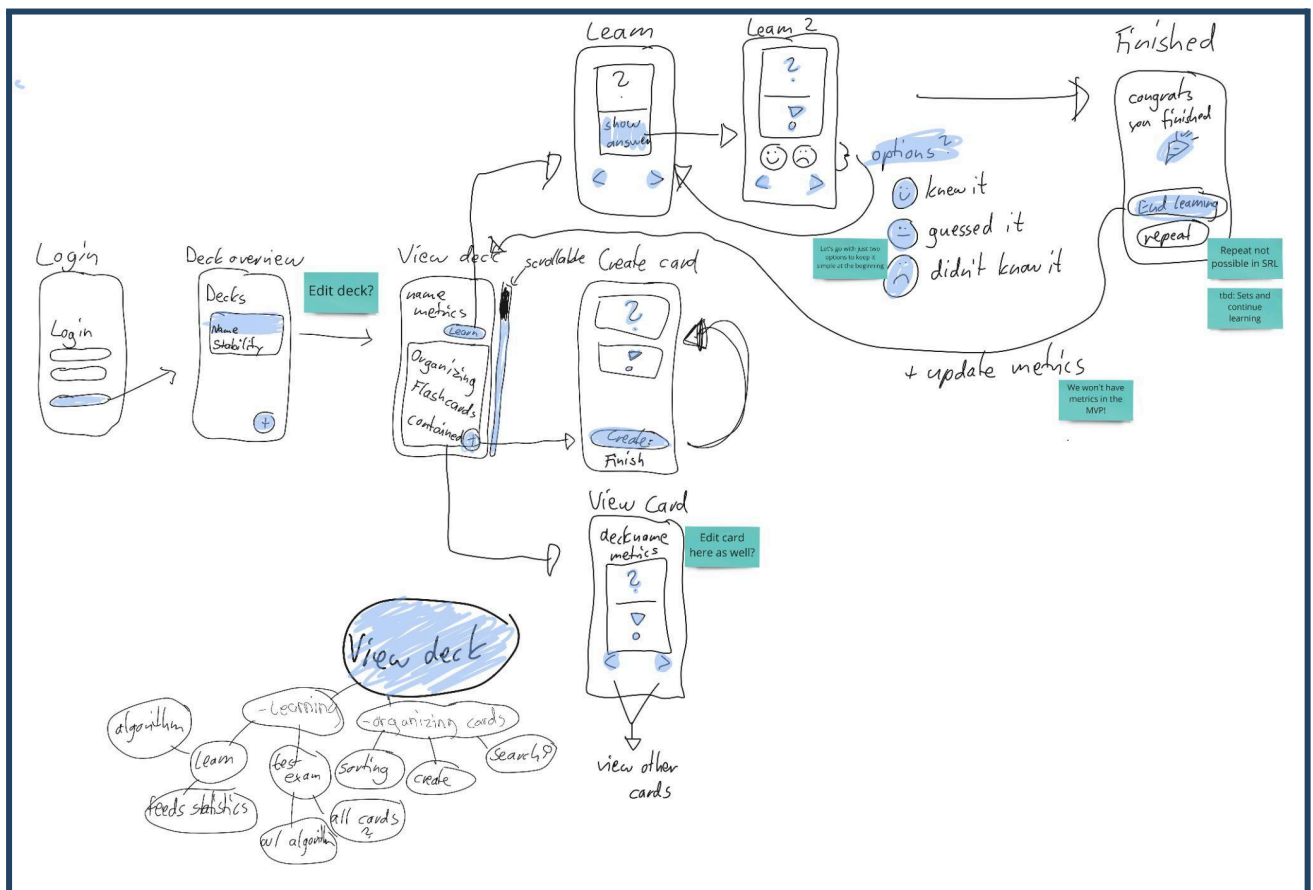 Learn
?
show
answer
Learn 2
?
!
options?
knew it
guessed it
didn't know it
Let's go with just two
options to keep it
simple at the beginning
Finished
congrats
you finished
End learning
repeat
Repeat not
possible in SRL
tbd: Sets and
continue
learning
+ update metrics
We won't have
metrics in the
MVP!
Login
Login
Deck overview
Decks
Name
Stability
+
Edit deck?
View deck
name
metrics
Learn
Organizing
Flashcards
contained
+
scrollable
Create card
?
!
Create
Finish
View Card
deckname
metrics
?
!
Edit card
here as well?
view other
cards
View deck
-Learning
-organizing cards
algorithm
learn
feeds statistics
test
exam
w/ algorithm
all cards
?
sorting
create
search?